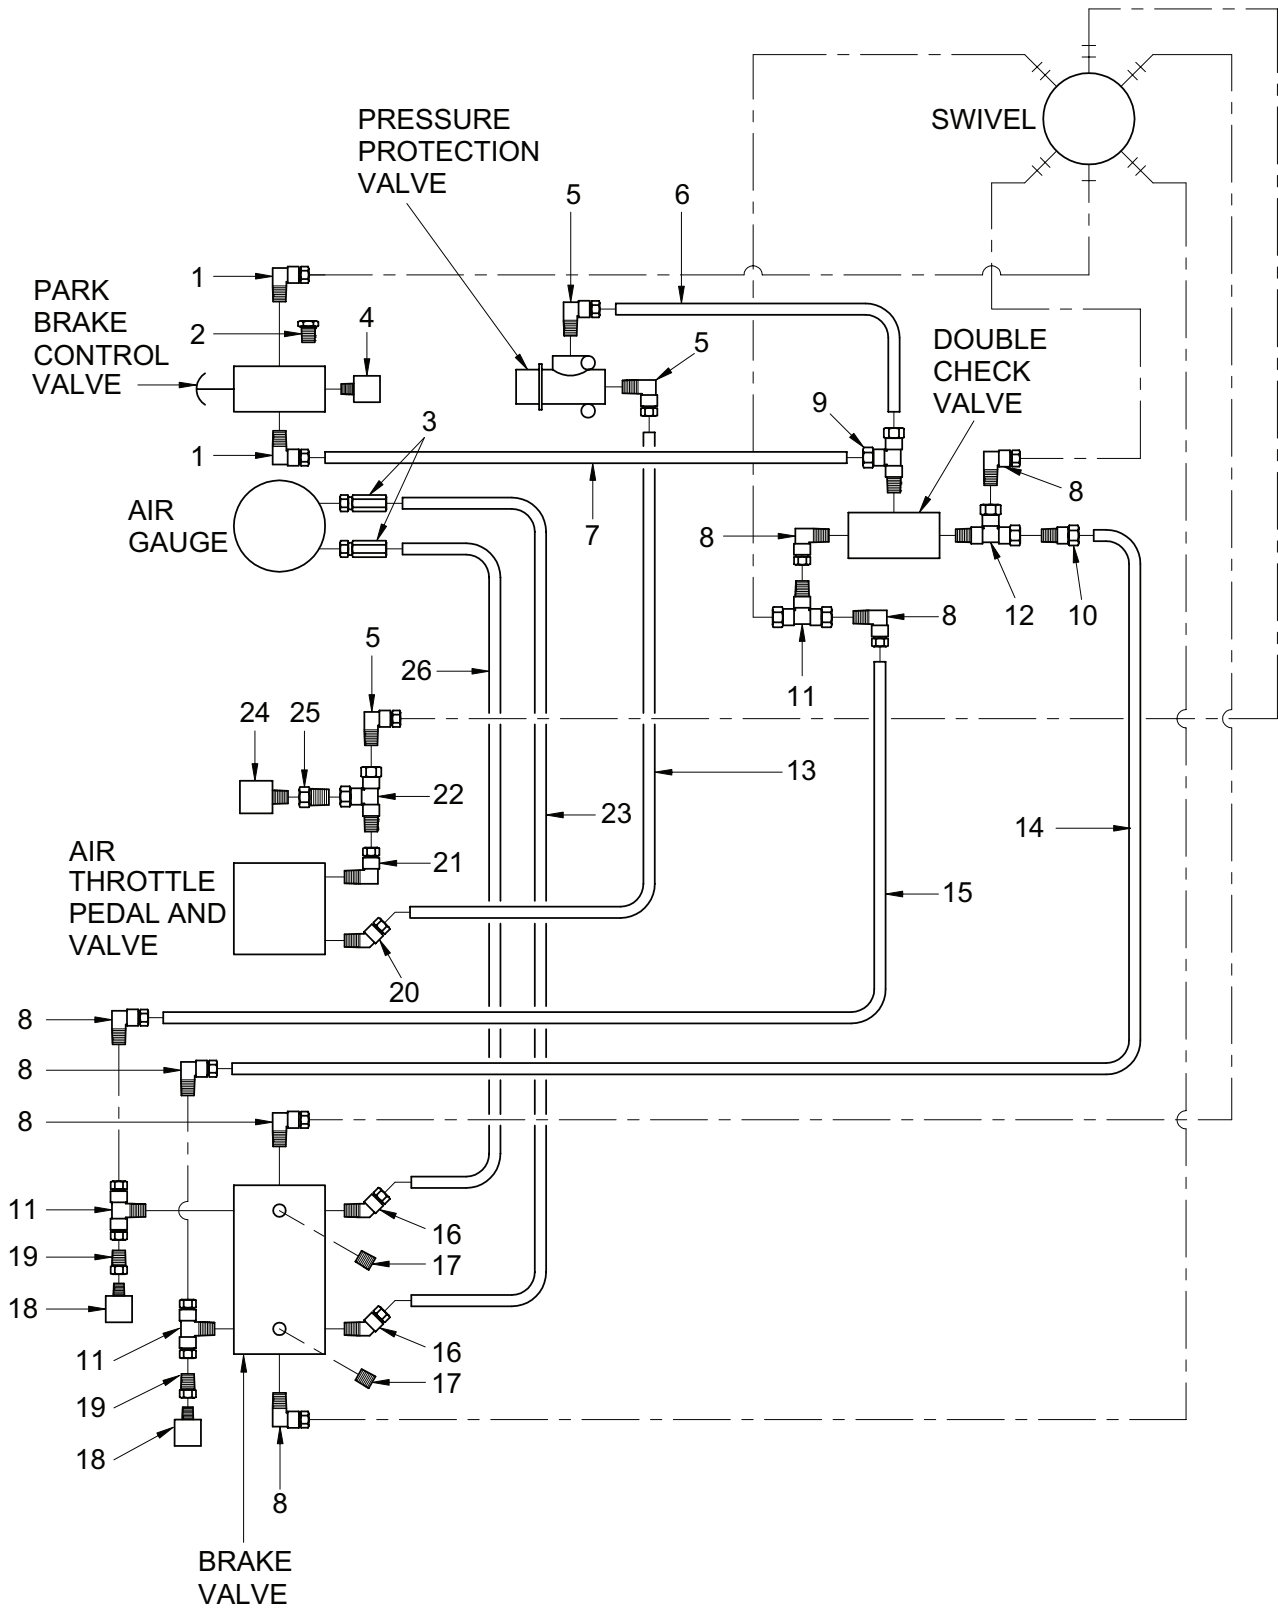 SWIVEL
PRESSURE
PROTECTION
VALVE
5
6
1
PARK
BRAKE
CONTROL
VALVE
2
4
5
DOUBLE
CHECK
VALVE
9
3
1
7
8
AIR
GAUGE
8
12
10
8
11
5
26
24
25
13
22
23
14
AIR
THROTTLE
PEDAL AND
VALVE
21
15
20
8
8
8
11
16
19
17
18
11
16
19
17
18
8
BRAKE
VALVE